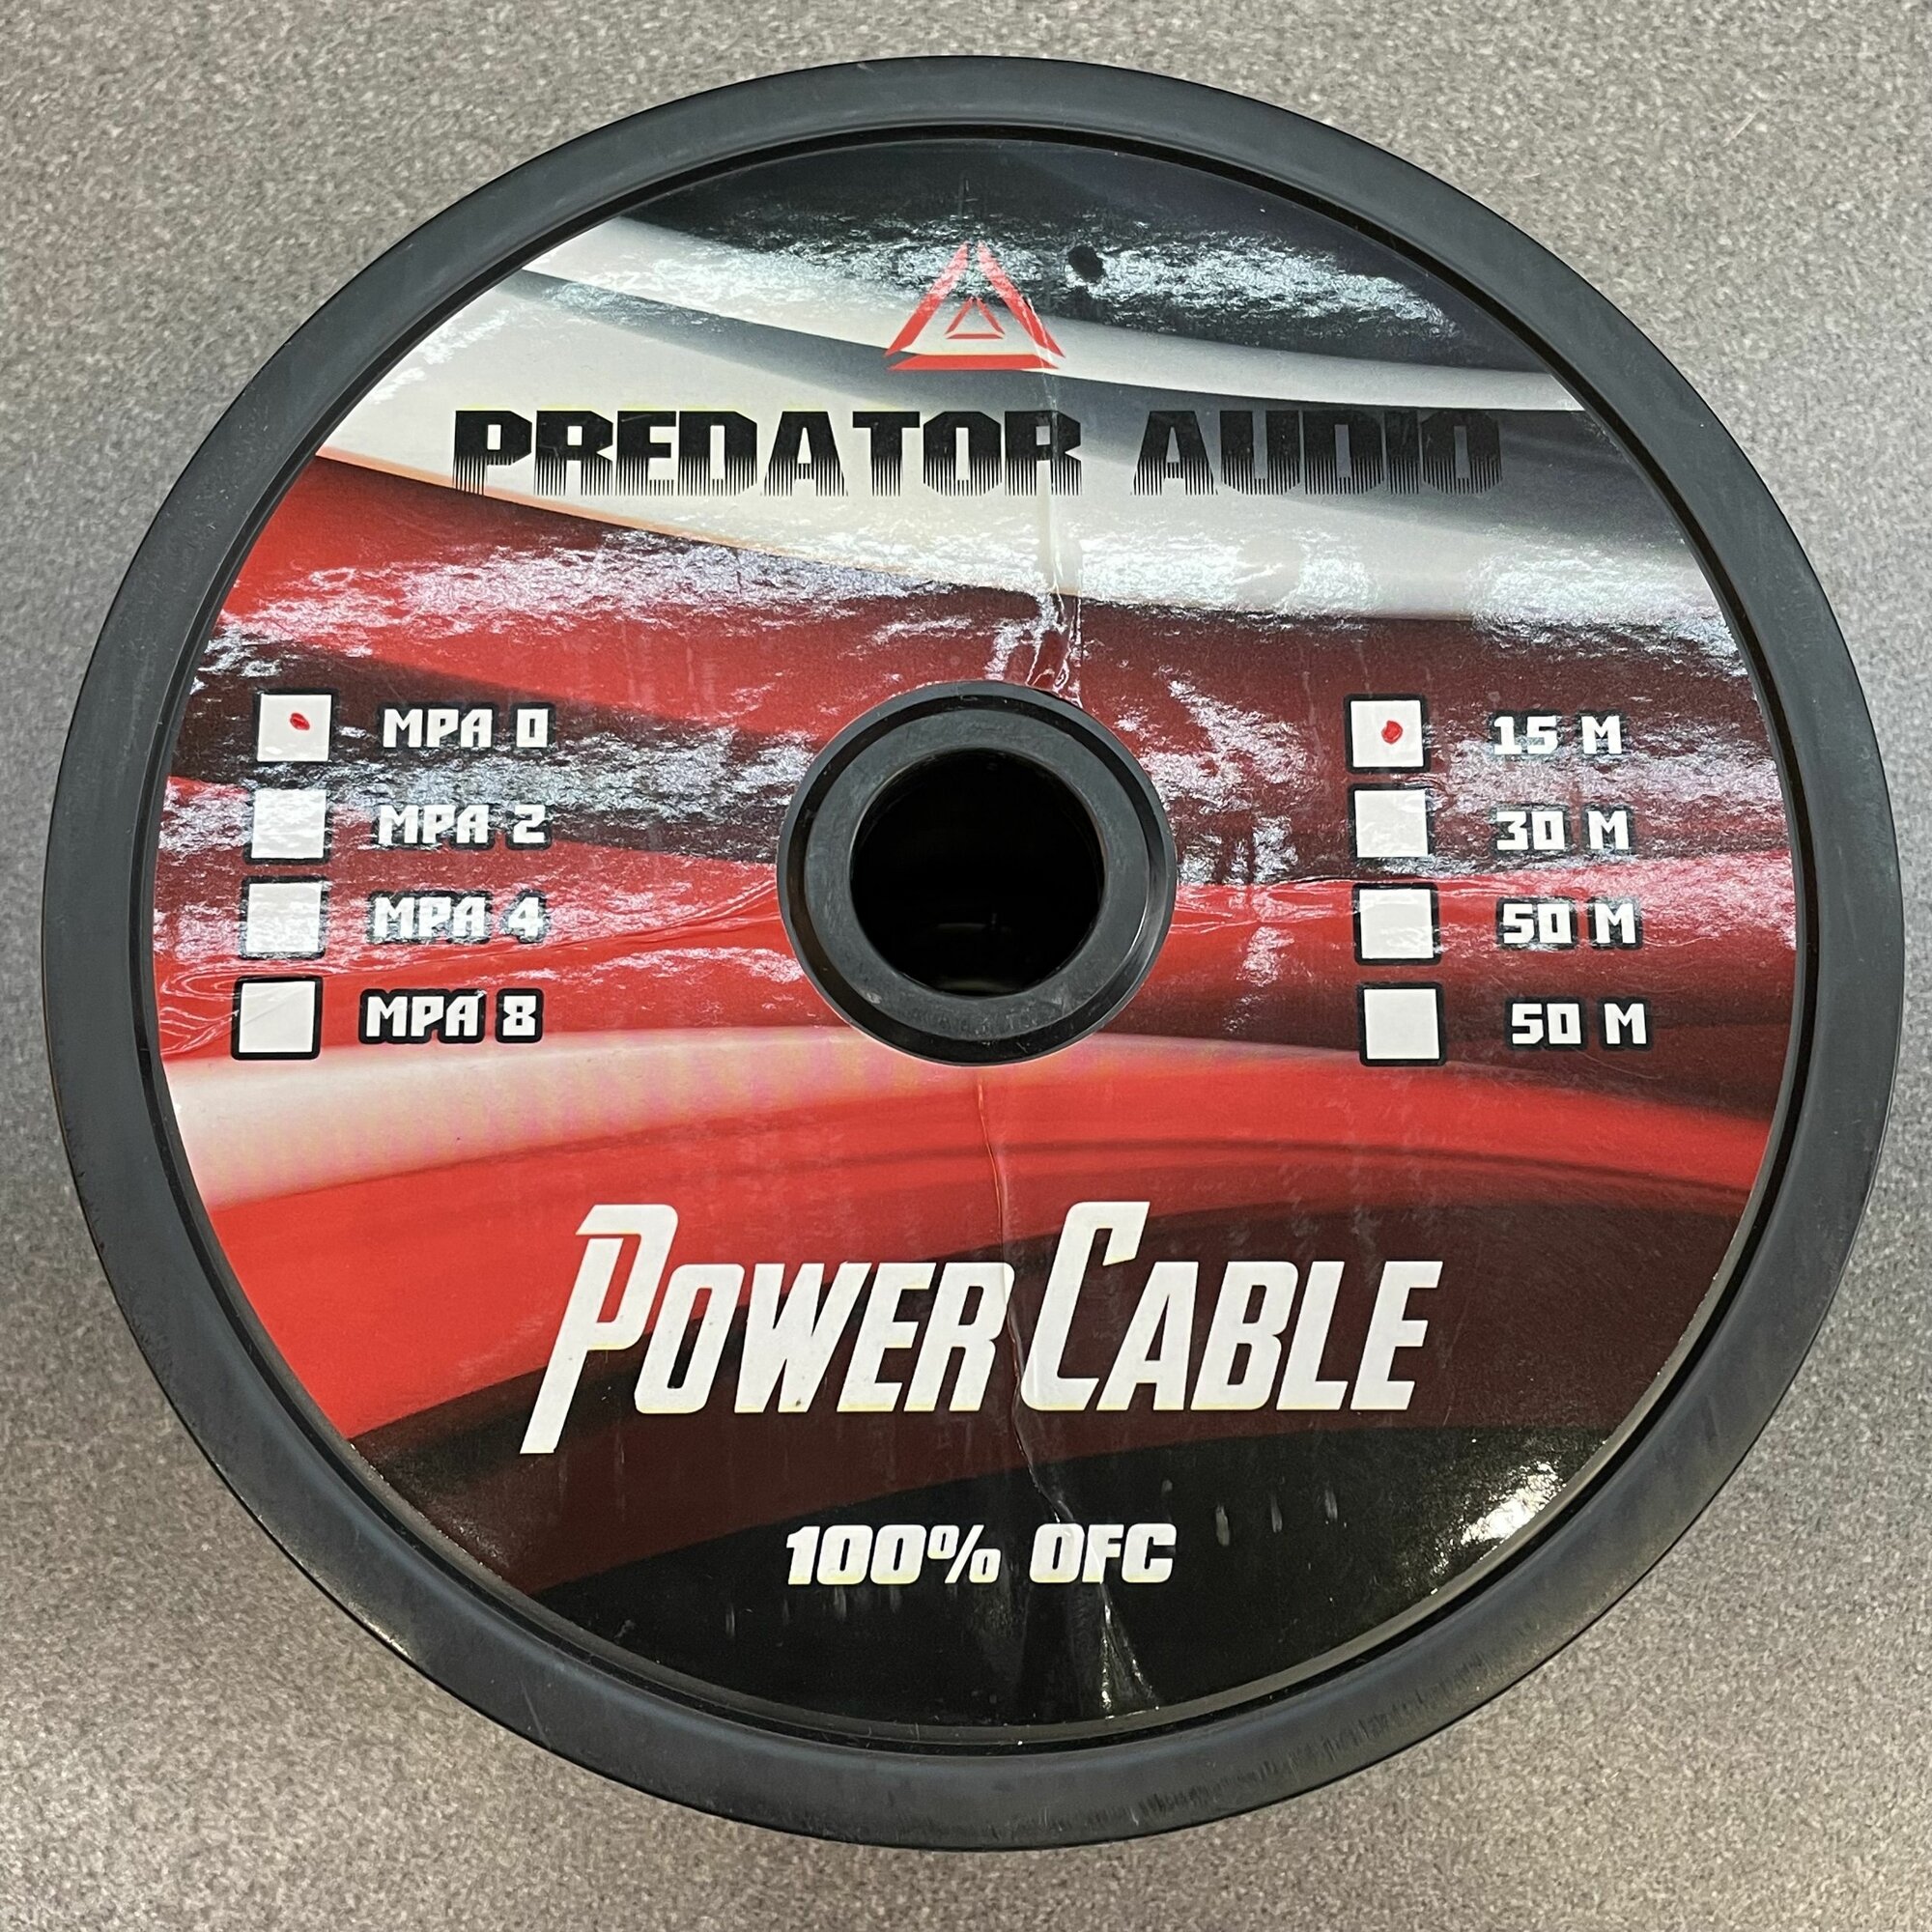 PREDATOR AUDIO
MPA 0
MPA 2
MPA 4
MPA 8
15 M
30 M
50 M
50 M
POWER CABLE
100% OFC